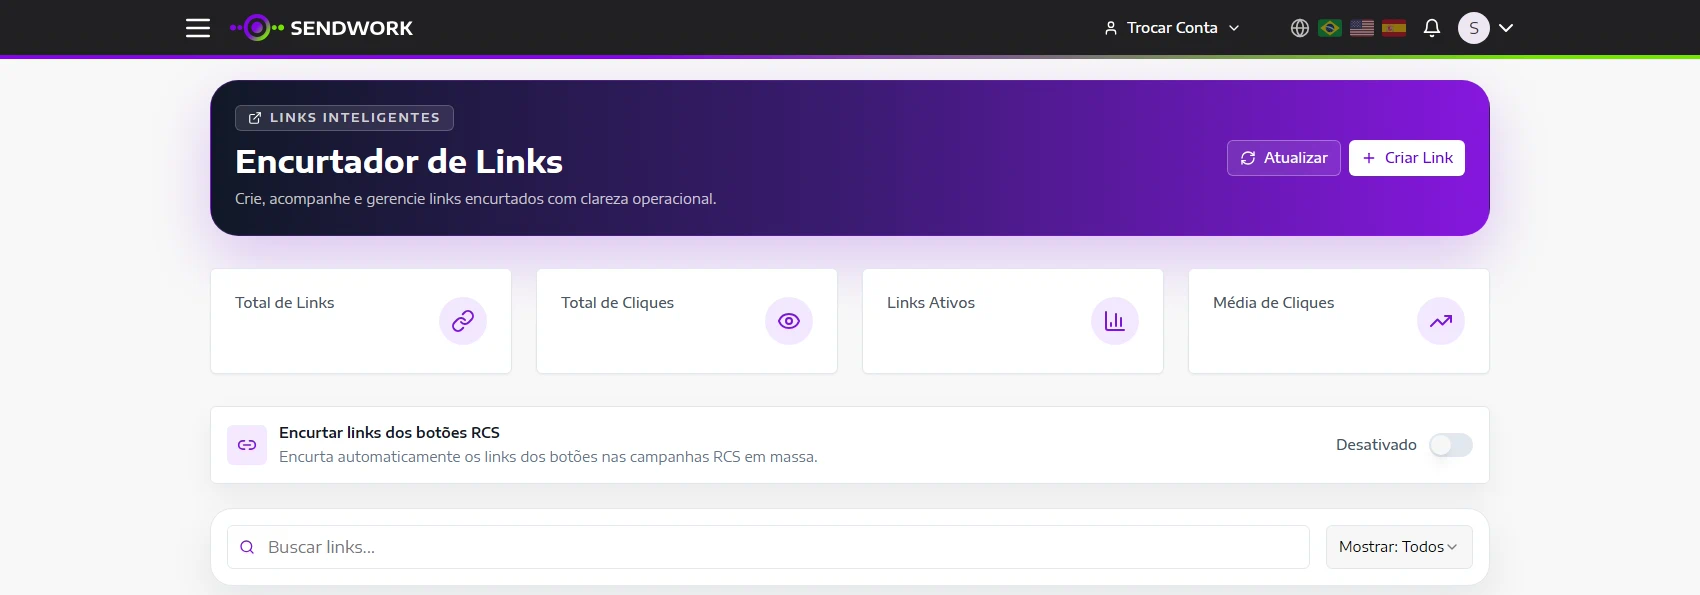 SENDWORK
Trocar Conta
S
LINKS INTELIGENTES
Encurtador de Links
Crie, acompanhe e gerencie links encurtados com clareza operacional.
Atualizar
Criar Link
Total de Links
Total de Cliques
Links Ativos
Média de Cliques
Encurtar links dos botões RCS
Encurta automaticamente os links dos botões nas campanhas RCS em massa.
Desativado
Buscar links...
Mostrar: Todos